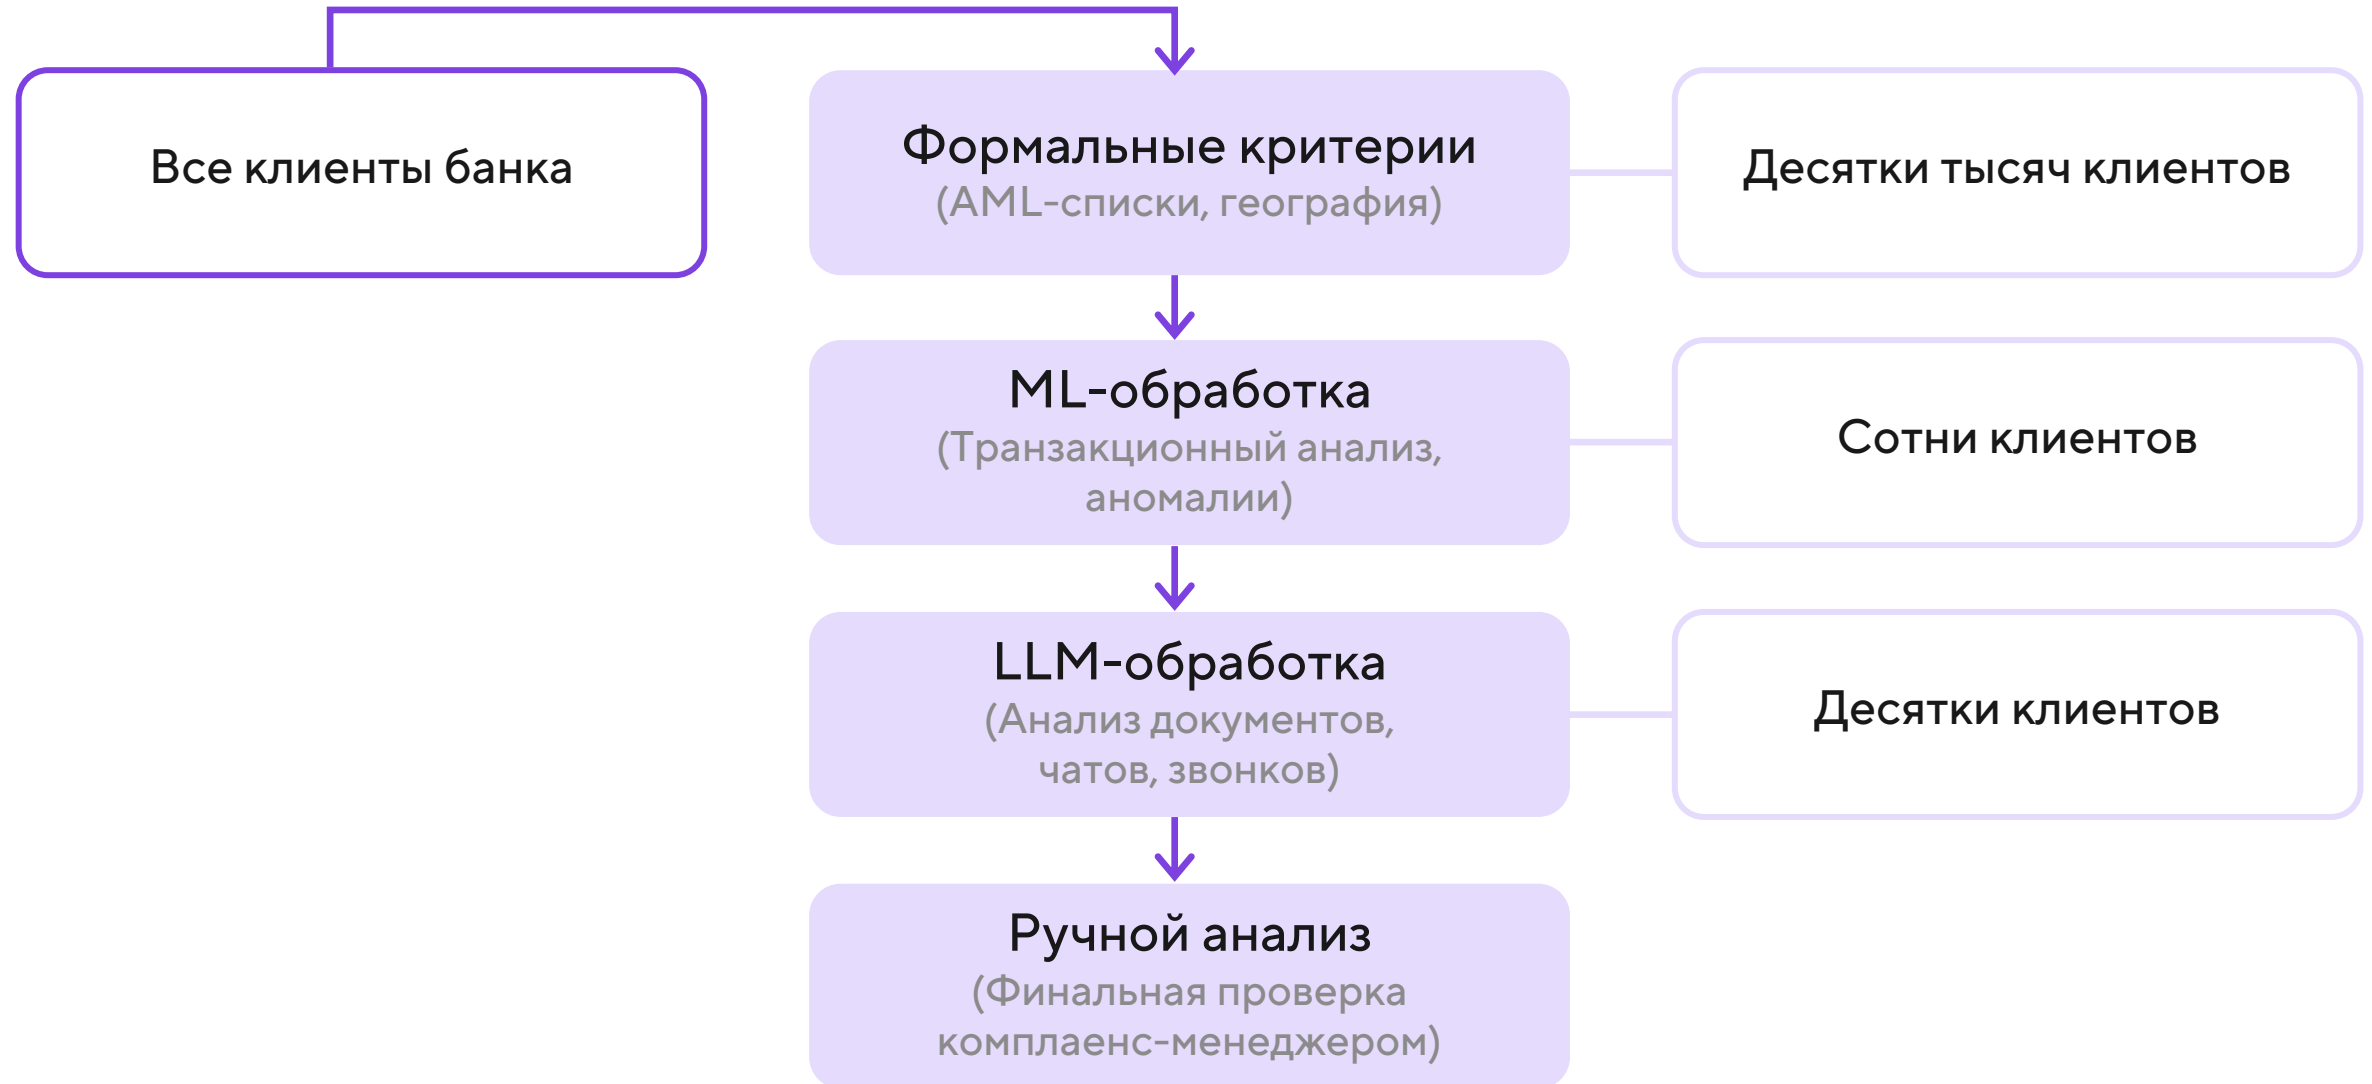 Все клиенты банка
Формальные критерии
(AML-списки, география)
Десятки тысяч клиентов
ML-обработка
(Транзакционный анализ,
аномалии)
Сотни клиентов
LLM-обработка
(Анализ документов,
чатов, звонков)
Десятки клиентов
Ручной анализ
(Финальная проверка
комплаенс-менеджером)